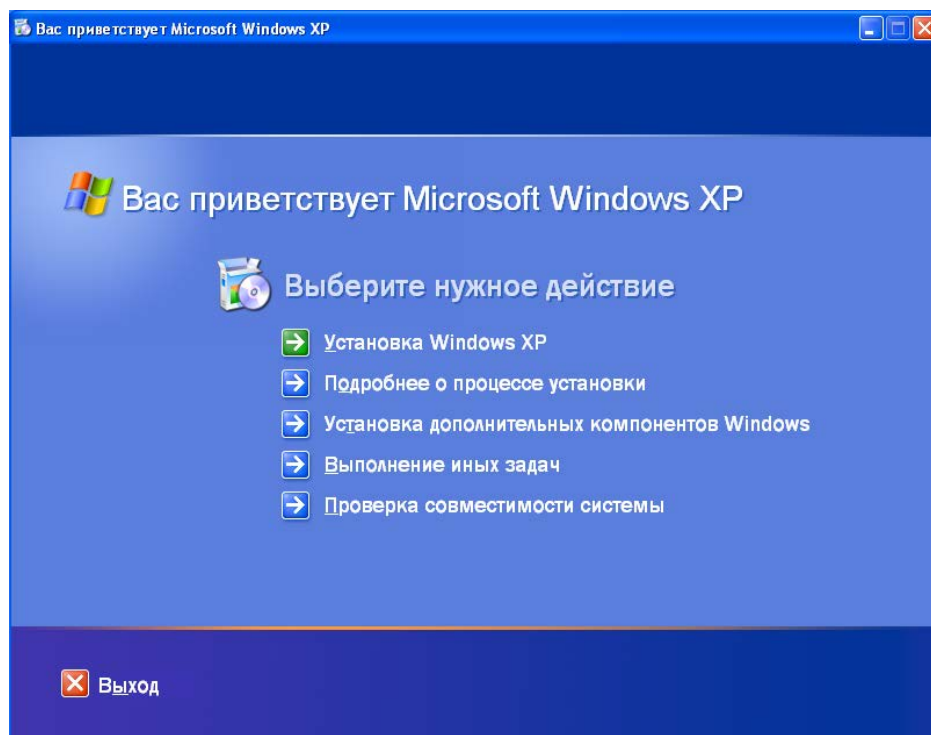 Вас приветствует Microsoft Windows XP
Вас приветствует Microsoft Windows XP
Выберите нужное действие
Установка Windows XP
Подробнее о процессе установки
Установка дополнительных компонентов Windows
Выполнение иных задач
Проверка совместимости системы
Выход